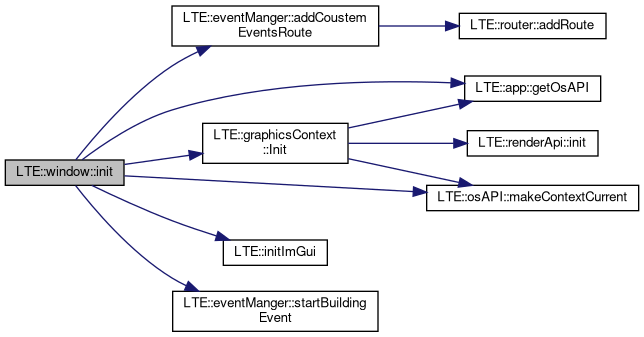 LTE::eventManger::addCoustem
EventsRoute
LTE::router::addRoute
LTE::app::getOsAPI
LTE::graphicsContext
::Init
LTE::renderApi::init
LTE::window::init
LTE::osAPI::makeContextCurrent
LTE::initImGui
LTE::eventManger::startBuilding
Event